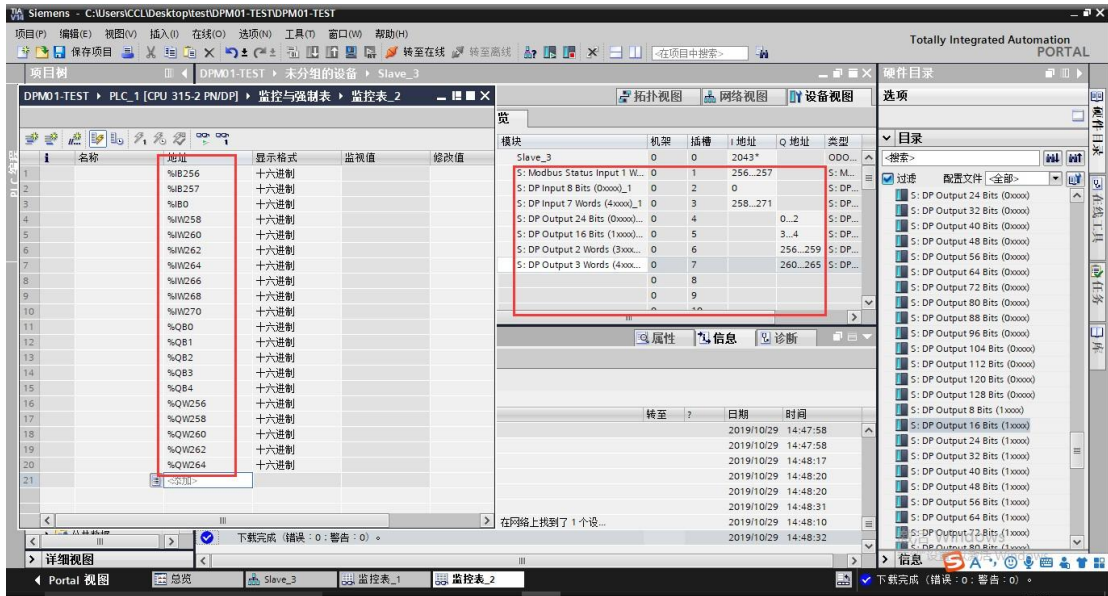 Siemens - C:\Users\CCL\Desktop\test\DPM01-TEST\DPM01-TEST
项目(P) 编辑(E) 视图(V) 插入(I) 在线(O) 选项(N) 工具(T) 窗口(W) 帮助(H)
Totally Integrated Automation
PORTAL
保存项目 转至在线 转至离线 <在项目中搜索>
项目树 DPM01-TEST 未分组的设备 Slave_3 硬件目录
DPM01-TEST PLC_1 [CPU 315-2 PN/DP] 监控与强制表 监控表_2
拓扑视图 网络视图 设备视图
选项
i 名称 地址 显示格式 监视值 修改值
1 %IB256 十六进制
2 %IB257 十六进制
3 %IB0 十六进制
4 %IW258 十六进制
5 %IW260 十六进制
6 %IW262 十六进制
7 %IW264 十六进制
8 %IW266 十六进制
9 %IW268 十六进制
10 %IW270 十六进制
11 %QB0 十六进制
12 %QB1 十六进制
13 %QB2 十六进制
14 %QB3 十六进制
15 %QB4 十六进制
16 %QW256 十六进制
17 %QW258 十六进制
18 %QW260 十六进制
19 %QW262 十六进制
20 %QW264 十六进制
21 <添加>
览
模块 机架 插槽 I 地址 Q 地址 类型
Slave_3 0 0 2043* ODO...
S: Modbus Status Input 1 W... 0 1 256...257 S: M...
S: DP Input 8 Bits (0xxxx)_1 0 2 0 S: DP...
S: DP Input 7 Words (4xxxx)_1 0 3 258...271 S: DP...
S: DP Output 24 Bits (0xxxx)... 0 4 0...2 S: DP...
S: DP Output 16 Bits (1xxxx)... 0 5 3...4 S: DP...
S: DP Output 2 Words (3xxx... 0 6 256...259 S: DP...
S: DP Output 3 Words (4xxx... 0 7 260...265 S: DP...
0 8
0 9
0 10
属性 信息 诊断
转至 ? 日期 时间
2019/10/29 14:47:58
2019/10/29 14:47:58
2019/10/29 14:48:17
2019/10/29 14:48:20
2019/10/29 14:48:20
2019/10/29 14:48:31
在网络上找到了 1 个设... 2019/10/29 14:48:10
下载完成（错误：0；警告：0）。 2019/10/29 14:48:32
目录
<搜索>
过滤 配置文件 <全部>
S: DP Output 24 Bits (0xxxx)
S: DP Output 32 Bits (0xxxx)
S: DP Output 40 Bits (0xxxx)
S: DP Output 48 Bits (0xxxx)
S: DP Output 56 Bits (0xxxx)
S: DP Output 64 Bits (0xxxx)
S: DP Output 72 Bits (0xxxx)
S: DP Output 80 Bits (0xxxx)
S: DP Output 88 Bits (0xxxx)
S: DP Output 96 Bits (0xxxx)
S: DP Output 104 Bits (0xxxx)
S: DP Output 112 Bits (0xxxx)
S: DP Output 120 Bits (0xxxx)
S: DP Output 128 Bits (0xxxx)
S: DP Output 8 Bits (1xxxx)
S: DP Output 16 Bits (1xxxx)
S: DP Output 24 Bits (1xxxx)
S: DP Output 32 Bits (1xxxx)
S: DP Output 40 Bits (1xxxx)
S: DP Output 48 Bits (1xxxx)
S: DP Output 56 Bits (1xxxx)
S: DP Output 64 Bits (1xxxx)
S: DP Output 72 Bits (1xxxx)
S: DP Output 80 Bits (1xxxx)
信息
硬件目录
在线工具
任务
库
详细视图
Portal 视图 总览 Slave_3 监控表_1 监控表_2 下载完成（错误：0；警告：0）。